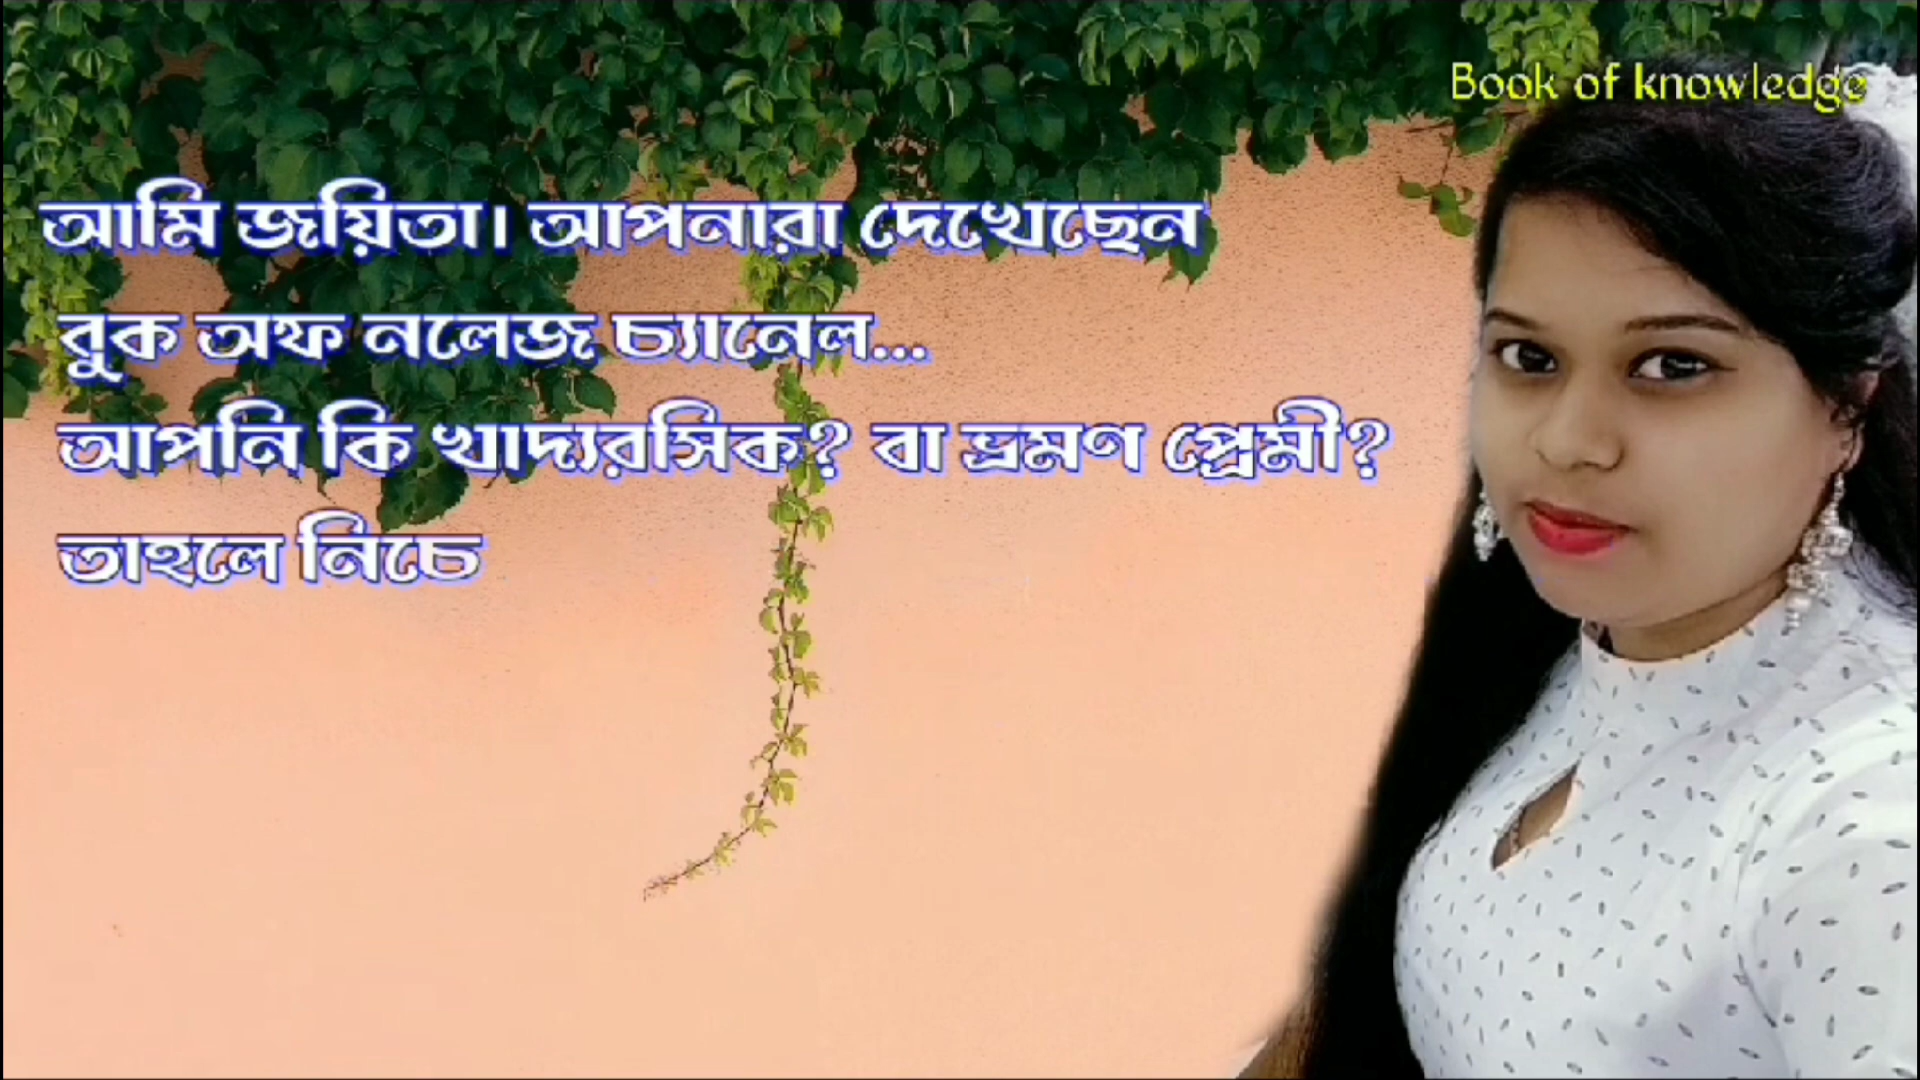 Book of knowledge
আমি জয়িতা। আপনারা দেখেছেন
বুক অফ নলেজ চ্যানেল...
আপনি কি খাদ্যরসিক? বা ভ্রমণ প্রেমী?
তাহলে নিচে